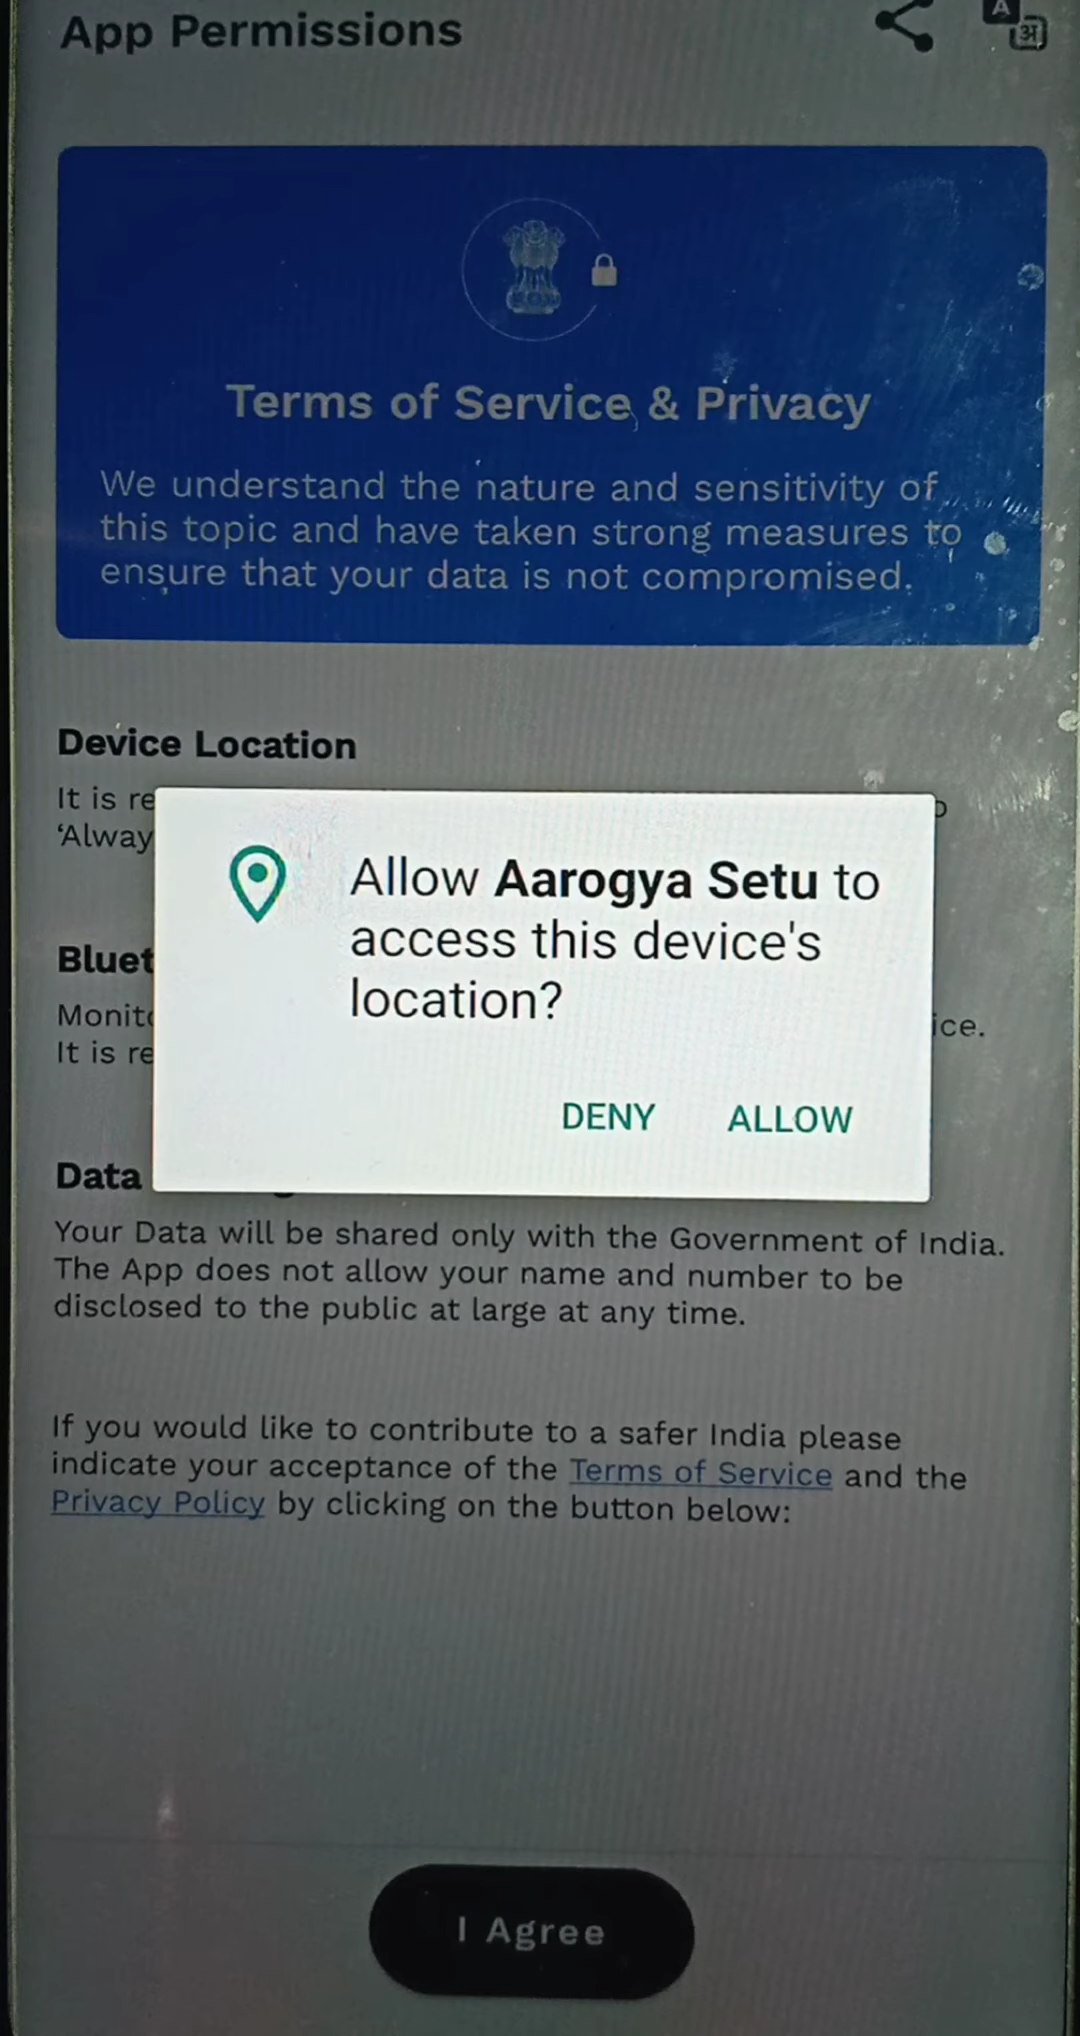 App Permissions
A
अ
Terms of Service & Privacy
We understand the nature and sensitivity of
this topic and have taken strong measures to
ensure that your data is not compromised.
Device Location
It is
‘Alway
Allow Aarogya Setu to
access this device's
location?
DENY ALLOW
It is
Data
Your Data will be shared only with the Government of India.
The App does not allow your name and number to be
disclosed to the public at large at any time.
If you would like to contribute to a safer India please
indicate your acceptance of the Terms of Service and the
Privacy Policy by clicking on the button below:
I Agree